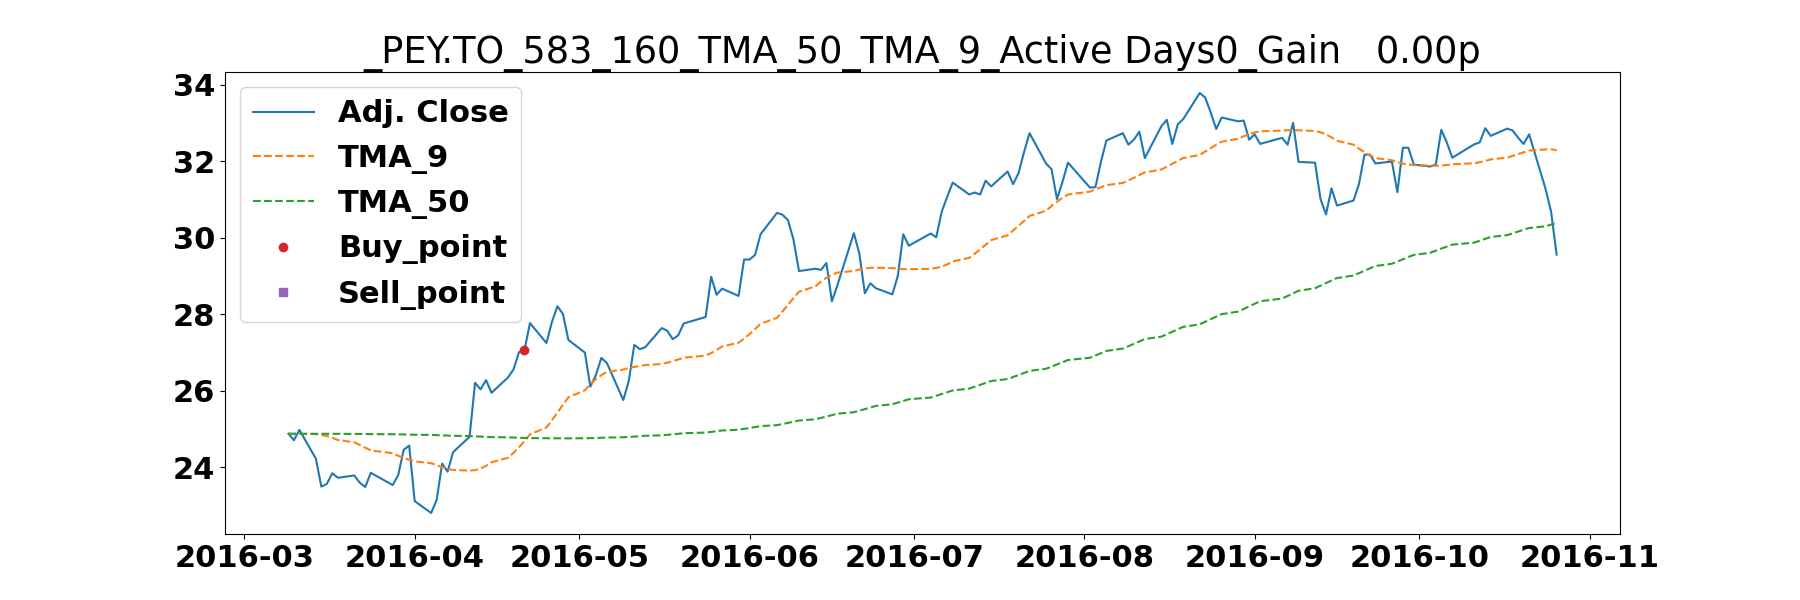 _PEY.TO_583_160_TMA_50_TMA_9_Active Days0_Gain   0.00p
34
32
30
28
26
24
Adj. Close
TMA_9
TMA_50
Buy_point
Sell_point
2016-03 2016-04 2016-05 2016-06 2016-07 2016-08 2016-09 2016-10 2016-11